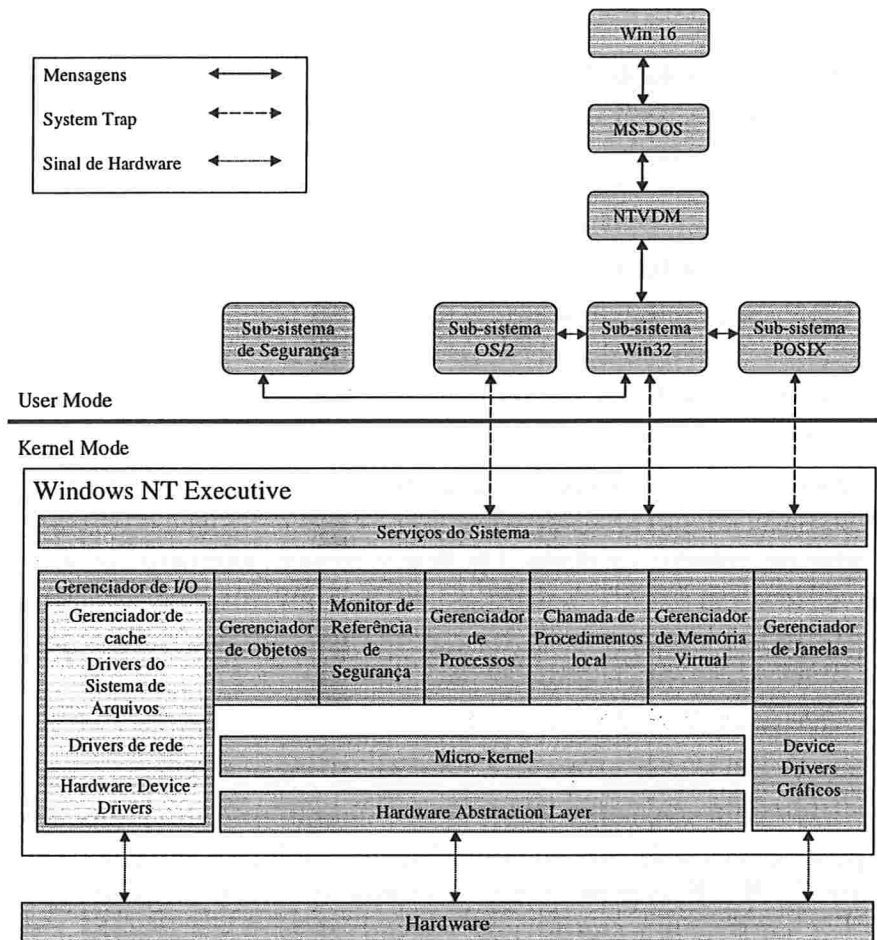 Win 16
Mensagens
System Trap
Sinal de Hardware
MS-DOS
NTVDM
Sub-sistema
de Segurança
Sub-sistema
OS/2
Sub-sistema
Win32
Sub-sistema
POSIX
User Mode
Kernel Mode
Windows NT Executive
Serviços do Sistema
Gerenciador de I/O
Gerenciador de
cache
Drivers do
Sistema de
Arquivos
Drivers de rede
Hardware Device
Drivers
Gerenciador
de Objetos
Monitor de
Referência
de
Segurança
Gerenciador
de
Processos
Chamada de
Procedimentos
local
Gerenciador
de Memória
Virtual
Gerenciador
de Janelas
Micro-kernel
Hardware Abstraction Layer
Device
Drivers
Gráficos
Hardware